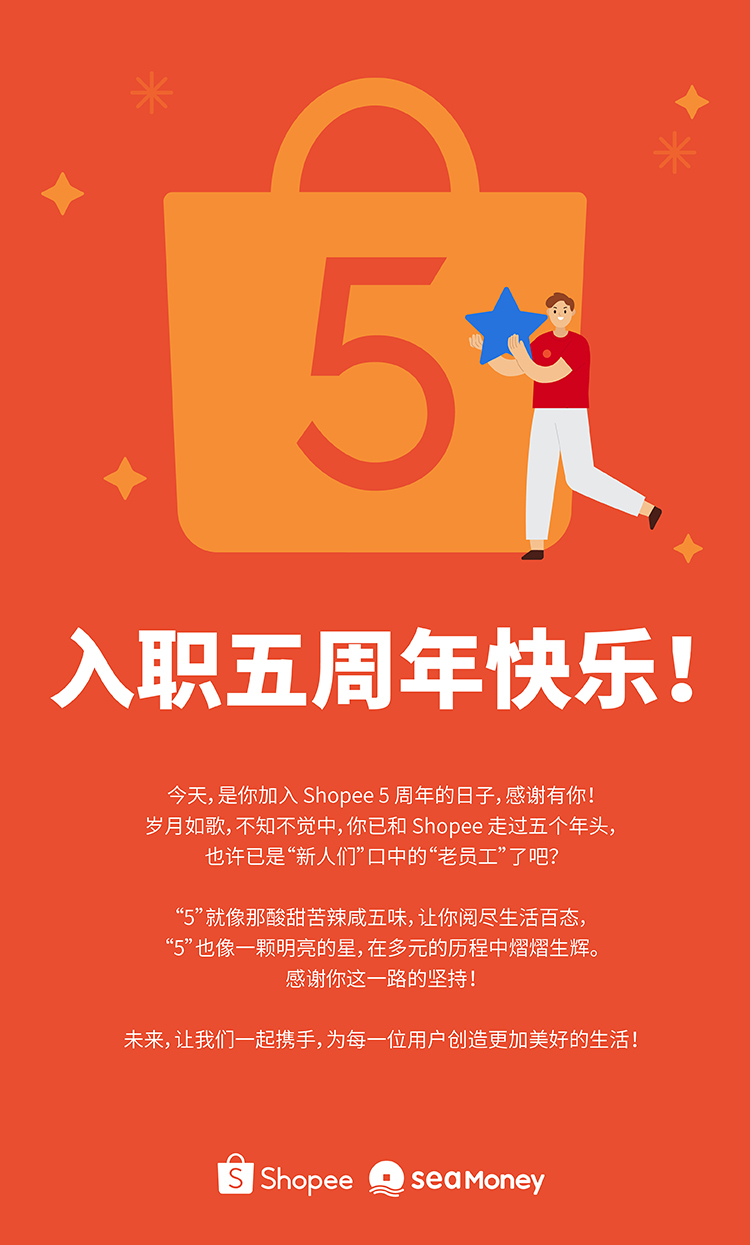 5
入职五周年快乐！
今天，是你加入 Shopee 5 周年的日子，感谢有你！
岁月如歌，不知不觉中，你已和 Shopee 走过五个年头，
也许已是“新人们”口中的“老员工”了吧？
“5”就像那酸甜苦辣咸五味，让你阅尽生活百态，
“5”也像一颗明亮的星，在多元的历程中熠熠生辉。
感谢你这一路的坚持！
未来，让我们一起携手，为每一位用户创造更加美好的生活！
S Shopee sea Money